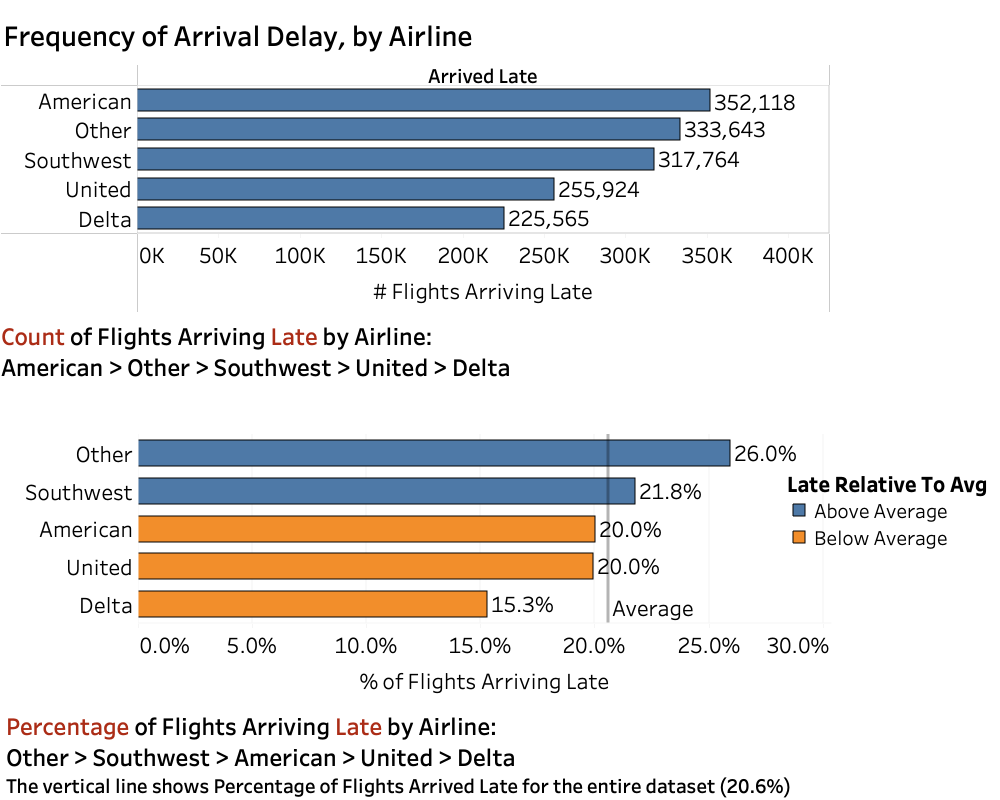 Frequency of Arrival Delay, by Airline
Arrived Late
American 352,118
Other 333,643
Southwest 317,764
United 255,924
Delta 225,565
0K 50K 100K 150K 200K 250K 300K 350K 400K
# Flights Arriving Late
Count of Flights Arriving Late by Airline:
American > Other > Southwest > United > Delta
Other 26.0%
Southwest 21.8%
American 20.0%
United 20.0%
Delta 15.3%
Average
0.0% 5.0% 10.0% 15.0% 20.0% 25.0% 30.0%
% of Flights Arriving Late
Late Relative To Avg
Above Average
Below Average
Percentage of Flights Arriving Late by Airline:
Other > Southwest > American > United > Delta
The vertical line shows Percentage of Flights Arrived Late for the entire dataset (20.6%)